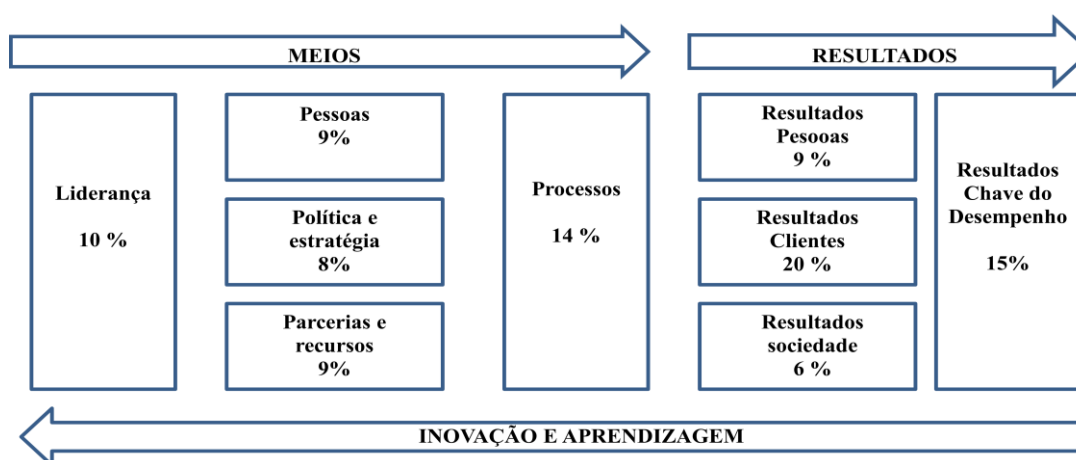 MEIOS
RESULTADOS
Liderança
10 %
Pessoas
9%
Política e
estratégia
8%
Parcerias e
recursos
9%
Processos
14 %
Resultados
Pesooas
9 %
Resultados
Clientes
20 %
Resultados
sociedade
6 %
Resultados
Chave do
Desempenho
15%
INOVAÇÃO E APRENDIZAGEM